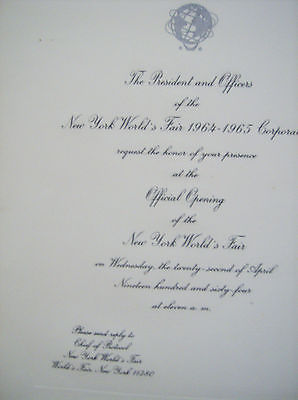 The President and Officers
of the
New York World's Fair 1964-1965 Corporat
request the honor of your presence
at the
Official Opening
of the
New York World's Fair
on Wednesday, the twenty-second of April
Nineteen hundred and sixty-four
at eleven a. m.
Please send reply to
Chief of Protocol
New York World's Fair
World's Fair, New York 11380